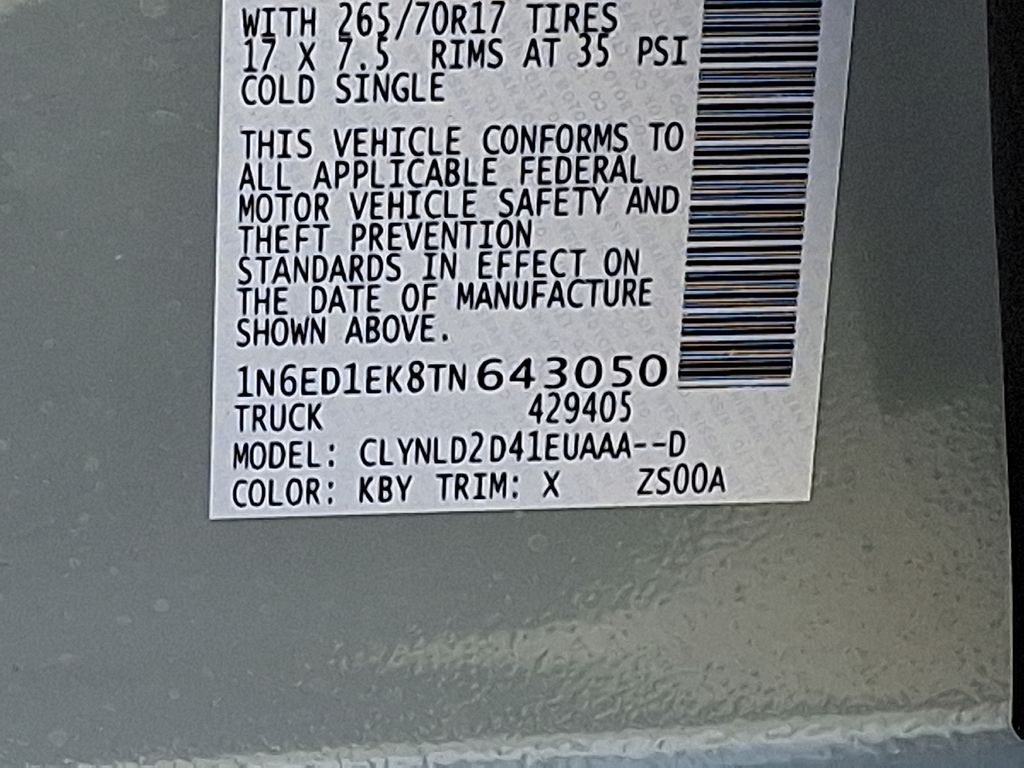 WITH 265/70R17 TIRES
17 X 7.5 RIMS AT 35 PSI
COLD SINGLE
THIS VEHICLE CONFORMS TO
ALL APPLICABLE FEDERAL
MOTOR VEHICLE SAFETY AND
THEFT PREVENTION
STANDARDS IN EFFECT ON
THE DATE OF MANUFACTURE
SHOWN ABOVE.
1N6ED1EK8TN643050
TRUCK 429405
MODEL: CLYNLD2D41EUAAA--D
COLOR: KBY TRIM: X ZS00A